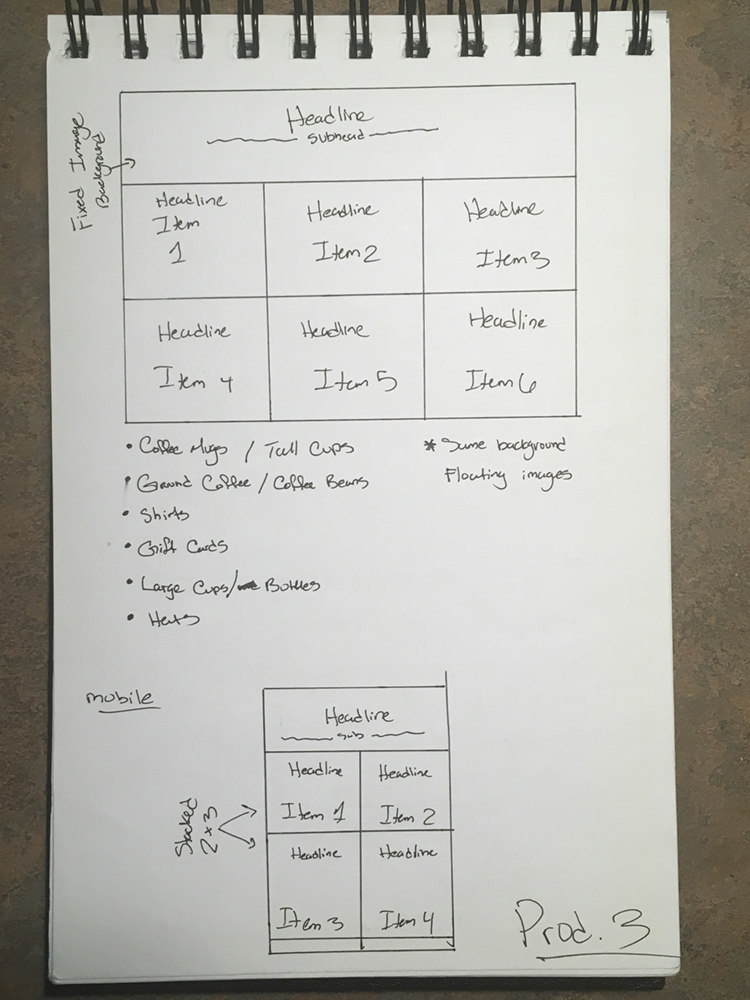 Fixed Image
Background
Headline
subhead
Headline
Item
1
Headline
Item 2
Headline
Item 3
Headline
Item 4
Headline
Item 5
Headline
Item 6
• Coffee Mugs / Tall Cups
• Ground Coffee / Coffee Beans
• Shirts
• Gift Cards
• Large Cups/ Bottles
• Hats
* Same background
Floating images
mobile
Headline
sub
Stacked
2x3
Headline
Item 1
Headline
Item 2
Headline
Item 3
Headline
Item 4
Prod. 3